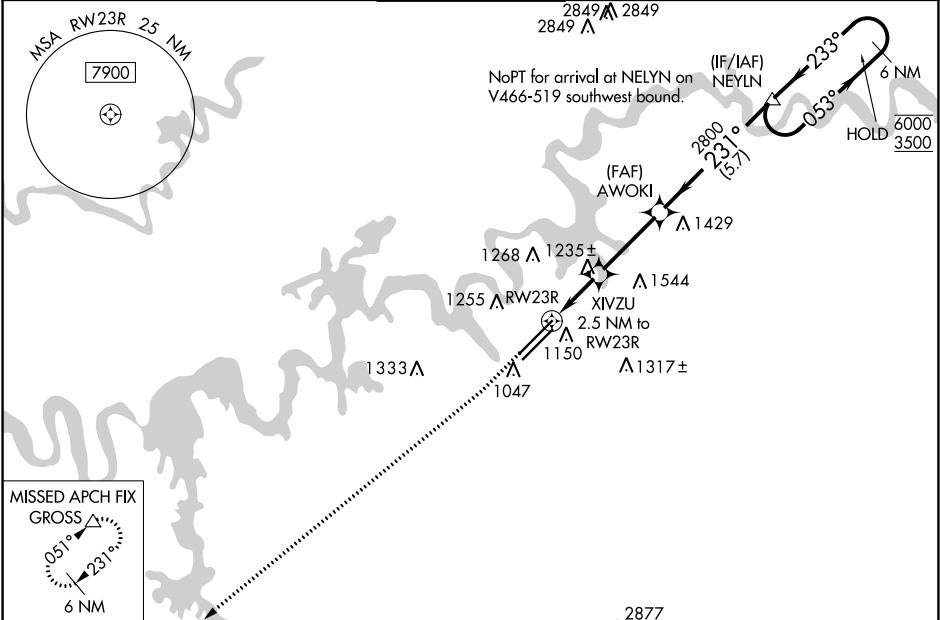 MSA RW23R 25 NM
7900
2849 2849
2849
NoPT for arrival at NELYN on
V466-519 southwest bound.
(IF/IAF)
NEYLN
233°
053°
6 NM
HOLD
6000
3500
2800
231°
(5.7)
(FAF)
AWOKI
1429
1268
1235±
1544
1255
RW23R
XIVZU
2.5 NM to
RW23R
1150
1333
1047
1317±
MISSED APCH FIX
GROSS
051°
231°
6 NM
2877